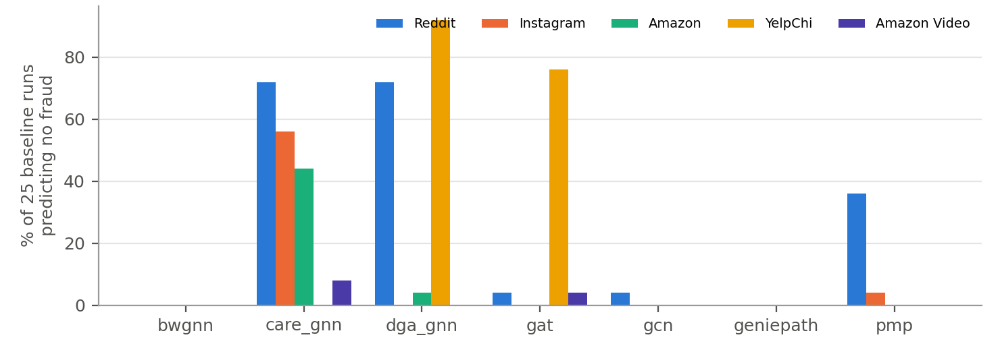 Reddit Instagram Amazon YelpChi Amazon Video
% of 25 baseline runs
predicting no fraud
80
60
40
20
0
bwgnn care_gnn dga_gnn gat gcn geniepath pmp